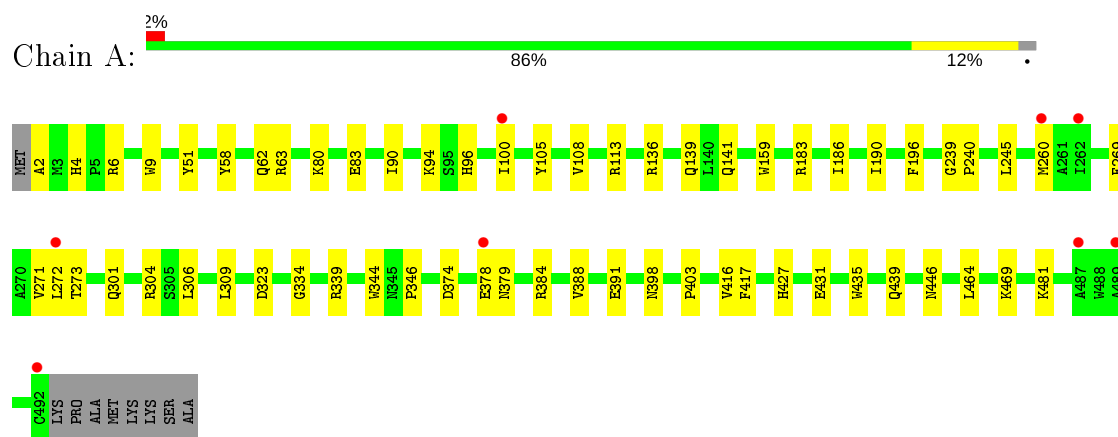 2%
Chain A:
86% 12% •
MET A2 M3 H4 P5 R6 W9 Y51 Y58 Q62 R63 K80 E83 I90 K94 S95 H96 I100 Y105 V108 R113 R136 Q139 L140 Q141 W159 R183 I186 I190 F196 G239 P240 L245 M260 A261 I262
A270 V271 L272 T273 Q301 R304 S305 L306 L309 D323 G334 R339 W344 N345 P346 D374 E378 N379 R384 V388 E391 N398 P403 V416 F417 H427 E431 W435 Q439 N446 L464 K469 K481 A487 W488
C492 LYS PRO ALA MET LYS LYS SER ALA